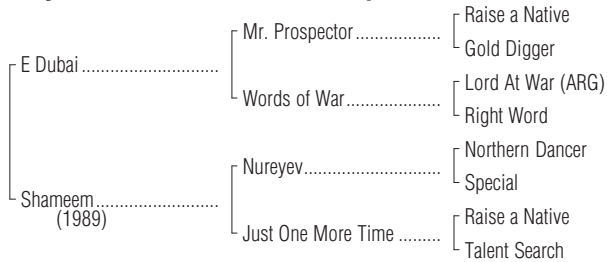 Raise a Native
Mr. Prospector...................
Gold Digger
E Dubai............................
Lord At War (ARG)
Words of War.....................
Right Word
Northern Dancer
Nureyev..............................
Special
Shameem.........................
(1989)
Raise a Native
Just One More Time .........
Talent Search